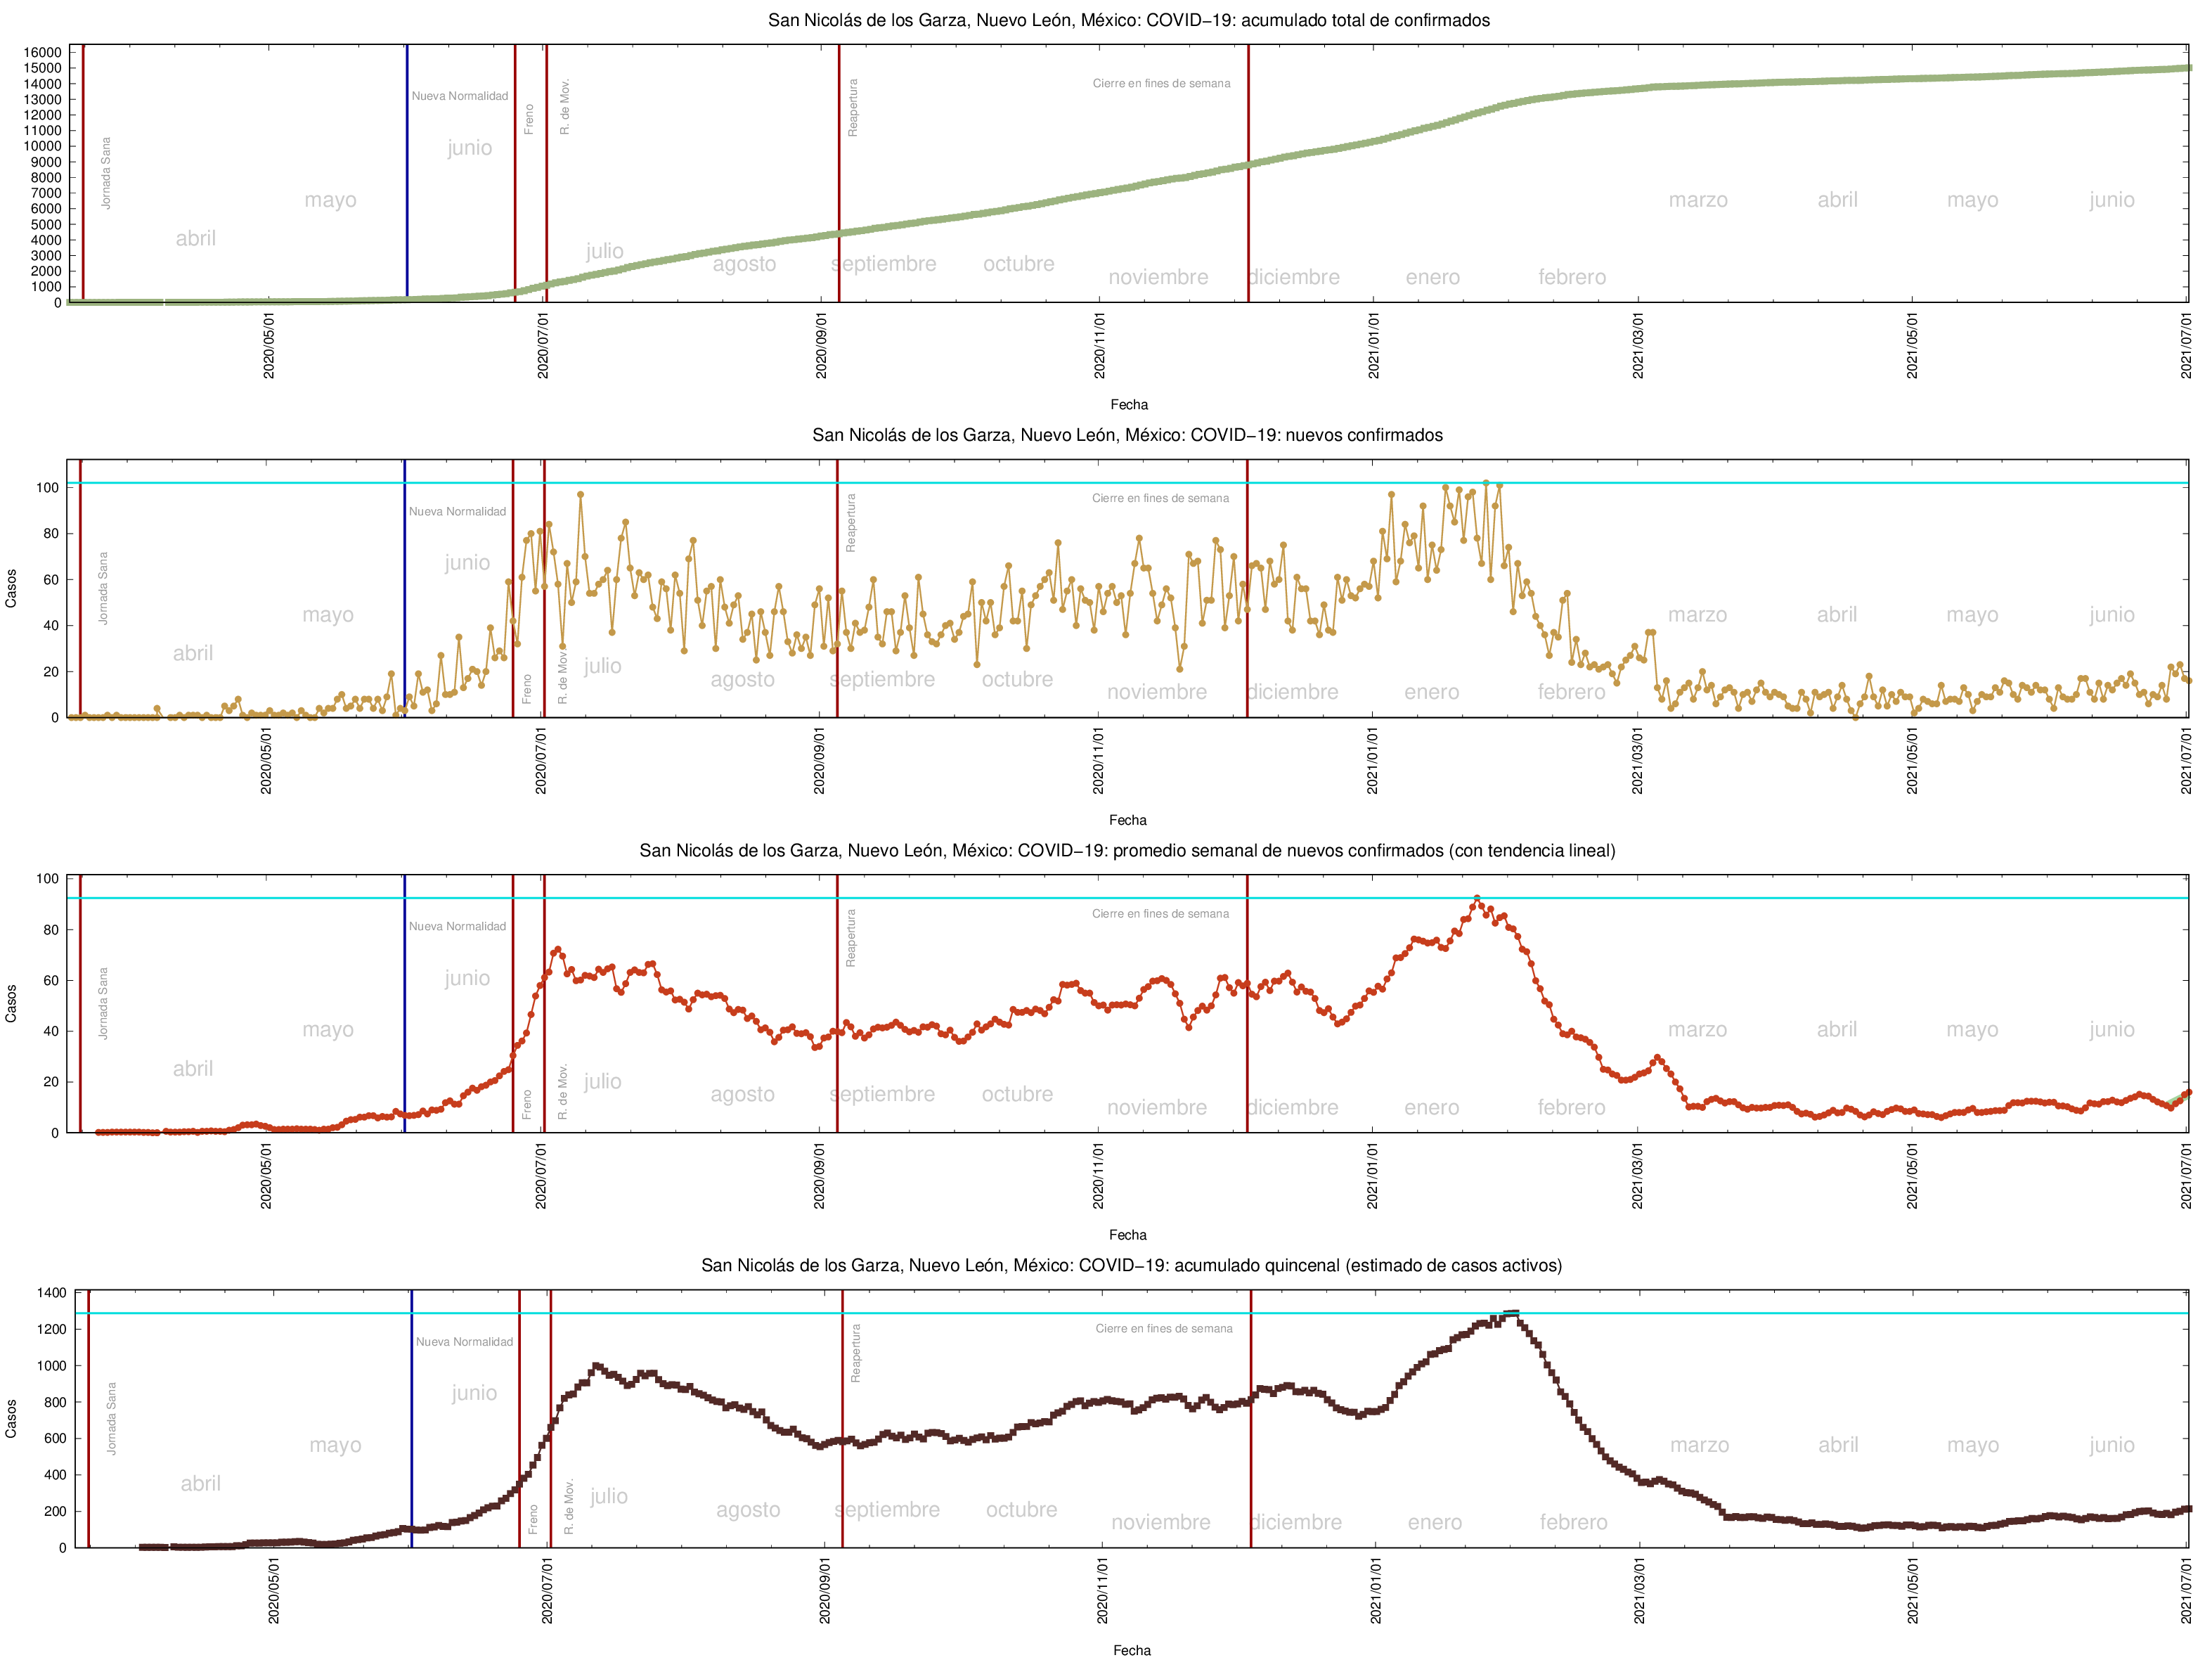 San Nicolás de los Garza, Nuevo León, México: COVID−19: acumulado total de confirmados
16000
15000
14000
13000
12000
11000
10000
9000
8000
7000
6000
5000
4000
3000
2000
1000
0
Jornada Sana
abril
mayo
Nueva Normalidad
junio
Freno
R. de Mov.
julio
agosto
Reapertura
septiembre
octubre
noviembre
Cierre en fines de semana
diciembre
enero
febrero
marzo
abril
mayo
junio
2020/05/01
2020/07/01
2020/09/01
2020/11/01
2021/01/01
2021/03/01
2021/05/01
2021/07/01
Fecha
San Nicolás de los Garza, Nuevo León, México: COVID−19: nuevos confirmados
Casos
100
80
60
40
20
0
Jornada Sana
abril
mayo
Nueva Normalidad
junio
Freno
R. de Mov.
julio
agosto
Reapertura
septiembre
octubre
noviembre
Cierre en fines de semana
diciembre
enero
febrero
marzo
abril
mayo
junio
2020/05/01
2020/07/01
2020/09/01
2020/11/01
2021/01/01
2021/03/01
2021/05/01
2021/07/01
Fecha
San Nicolás de los Garza, Nuevo León, México: COVID−19: promedio semanal de nuevos confirmados (con tendencia lineal)
Casos
100
80
60
40
20
0
Jornada Sana
abril
mayo
Nueva Normalidad
junio
Freno
R. de Mov.
julio
agosto
Reapertura
septiembre
octubre
noviembre
Cierre en fines de semana
diciembre
enero
febrero
marzo
abril
mayo
junio
2020/05/01
2020/07/01
2020/09/01
2020/11/01
2021/01/01
2021/03/01
2021/05/01
2021/07/01
Fecha
San Nicolás de los Garza, Nuevo León, México: COVID−19: acumulado quincenal (estimado de casos activos)
Casos
1400
1200
1000
800
600
400
200
0
Jornada Sana
abril
mayo
Nueva Normalidad
junio
Freno
R. de Mov.
julio
agosto
Reapertura
septiembre
octubre
noviembre
Cierre en fines de semana
diciembre
enero
febrero
marzo
abril
mayo
junio
2020/05/01
2020/07/01
2020/09/01
2020/11/01
2021/01/01
2021/03/01
2021/05/01
2021/07/01
Fecha